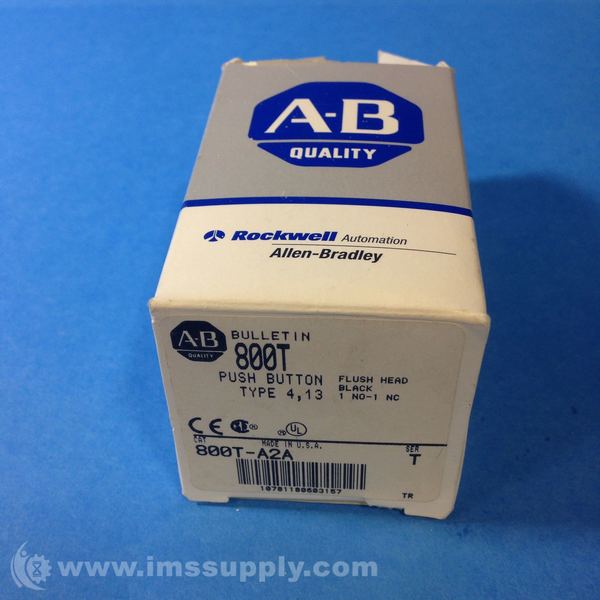 A-B
QUALITY
Rockwell Automation
Allen-Bradley
A-B
QUALITY
BULLETIN
800T
PUSH BUTTON
TYPE 4,13
FLUSH HEAD
BLACK
1 NO-1 NC
CE
UL
MADE IN U.S.A.
CAT
800T-A2A
SER
T
10781180603157
TR
www.imssupply.com